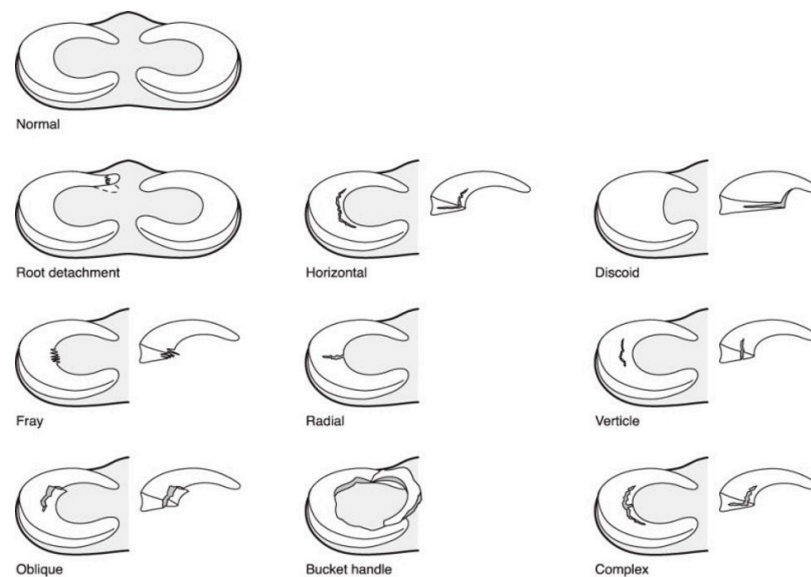 Normal
Root detachment
Horizontal
Discoid
Fray
Radial
Verticle
Oblique
Bucket handle
Complex